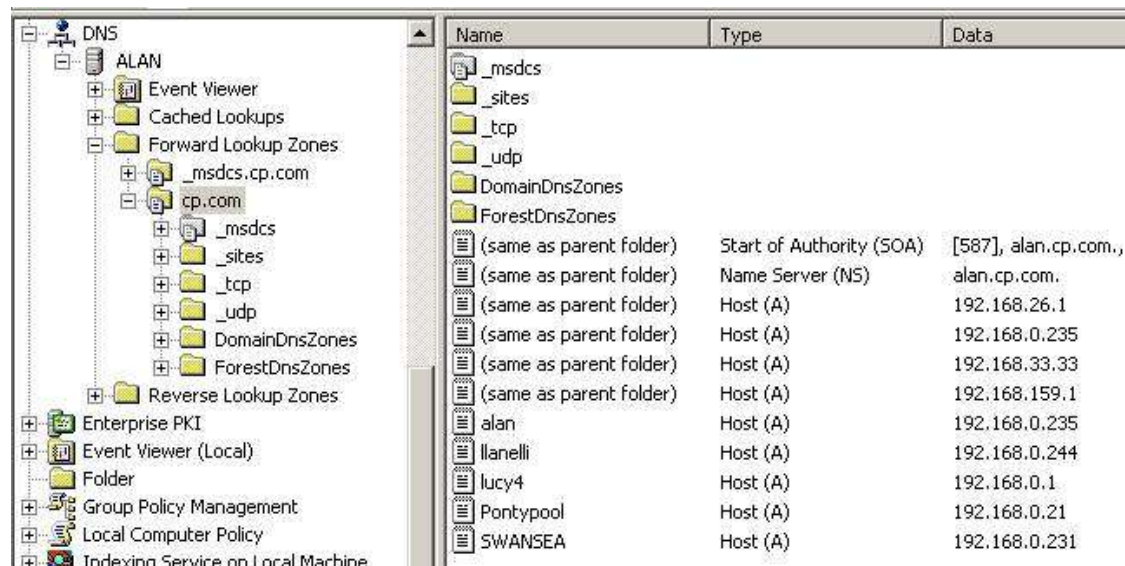 DNS
ALAN
Event Viewer
Cached Lookups
Forward Lookup Zones
_msdcs.cp.com
cp.com
_msdcs
_sites
_tcp
_udp
DomainDnsZones
ForestDnsZones
Reverse Lookup Zones
Enterprise PKI
Event Viewer (Local)
Folder
Group Policy Management
Local Computer Policy
Indexing Service on Local Machine
Name Type Data
_msdcs
_sites
_tcp
_udp
DomainDnsZones
ForestDnsZones
(same as parent folder) Start of Authority (SOA) [587], alan.cp.com.,
(same as parent folder) Name Server (NS) alan.cp.com.
(same as parent folder) Host (A) 192.168.26.1
(same as parent folder) Host (A) 192.168.0.235
(same as parent folder) Host (A) 192.168.33.33
(same as parent folder) Host (A) 192.168.159.1
alan Host (A) 192.168.0.235
llanelli Host (A) 192.168.0.244
lucy4 Host (A) 192.168.0.1
Pontypool Host (A) 192.168.0.21
SWANSEA Host (A) 192.168.0.231